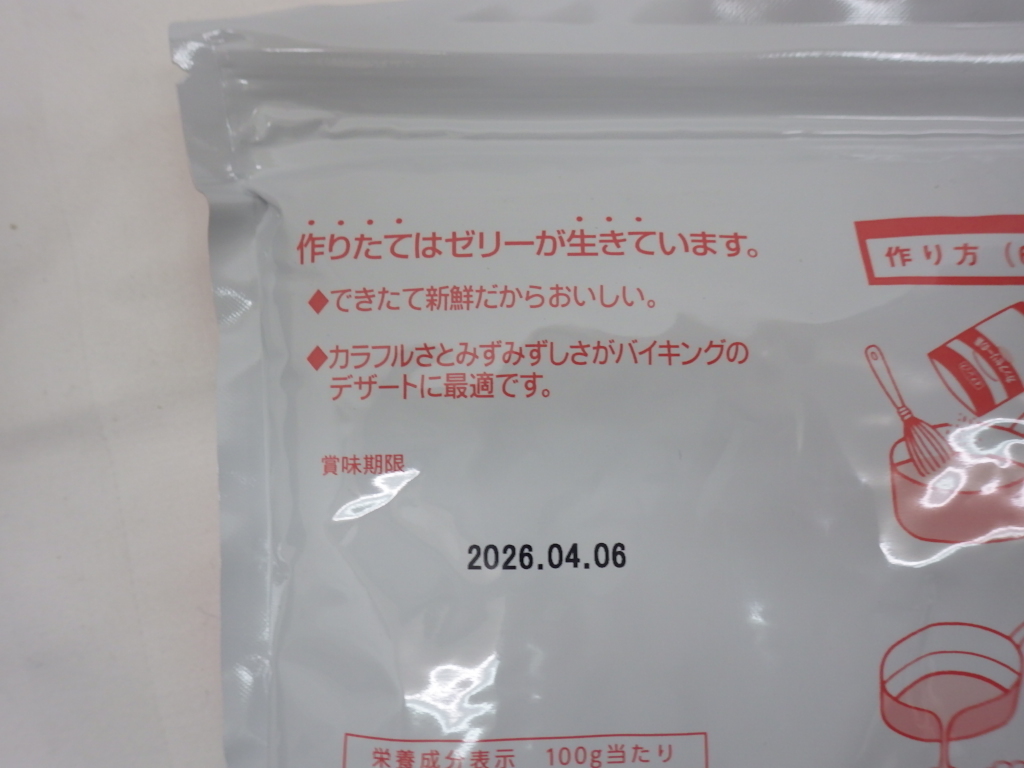 作りたてはゼリーが生きています。
◆できたて新鮮だからおいしい。
◆カラフルさとみずみずしさがバイキングの
デザートに最適です。
賞味期限
2026.04.06
作り方
栄養成分表示 100g当たり